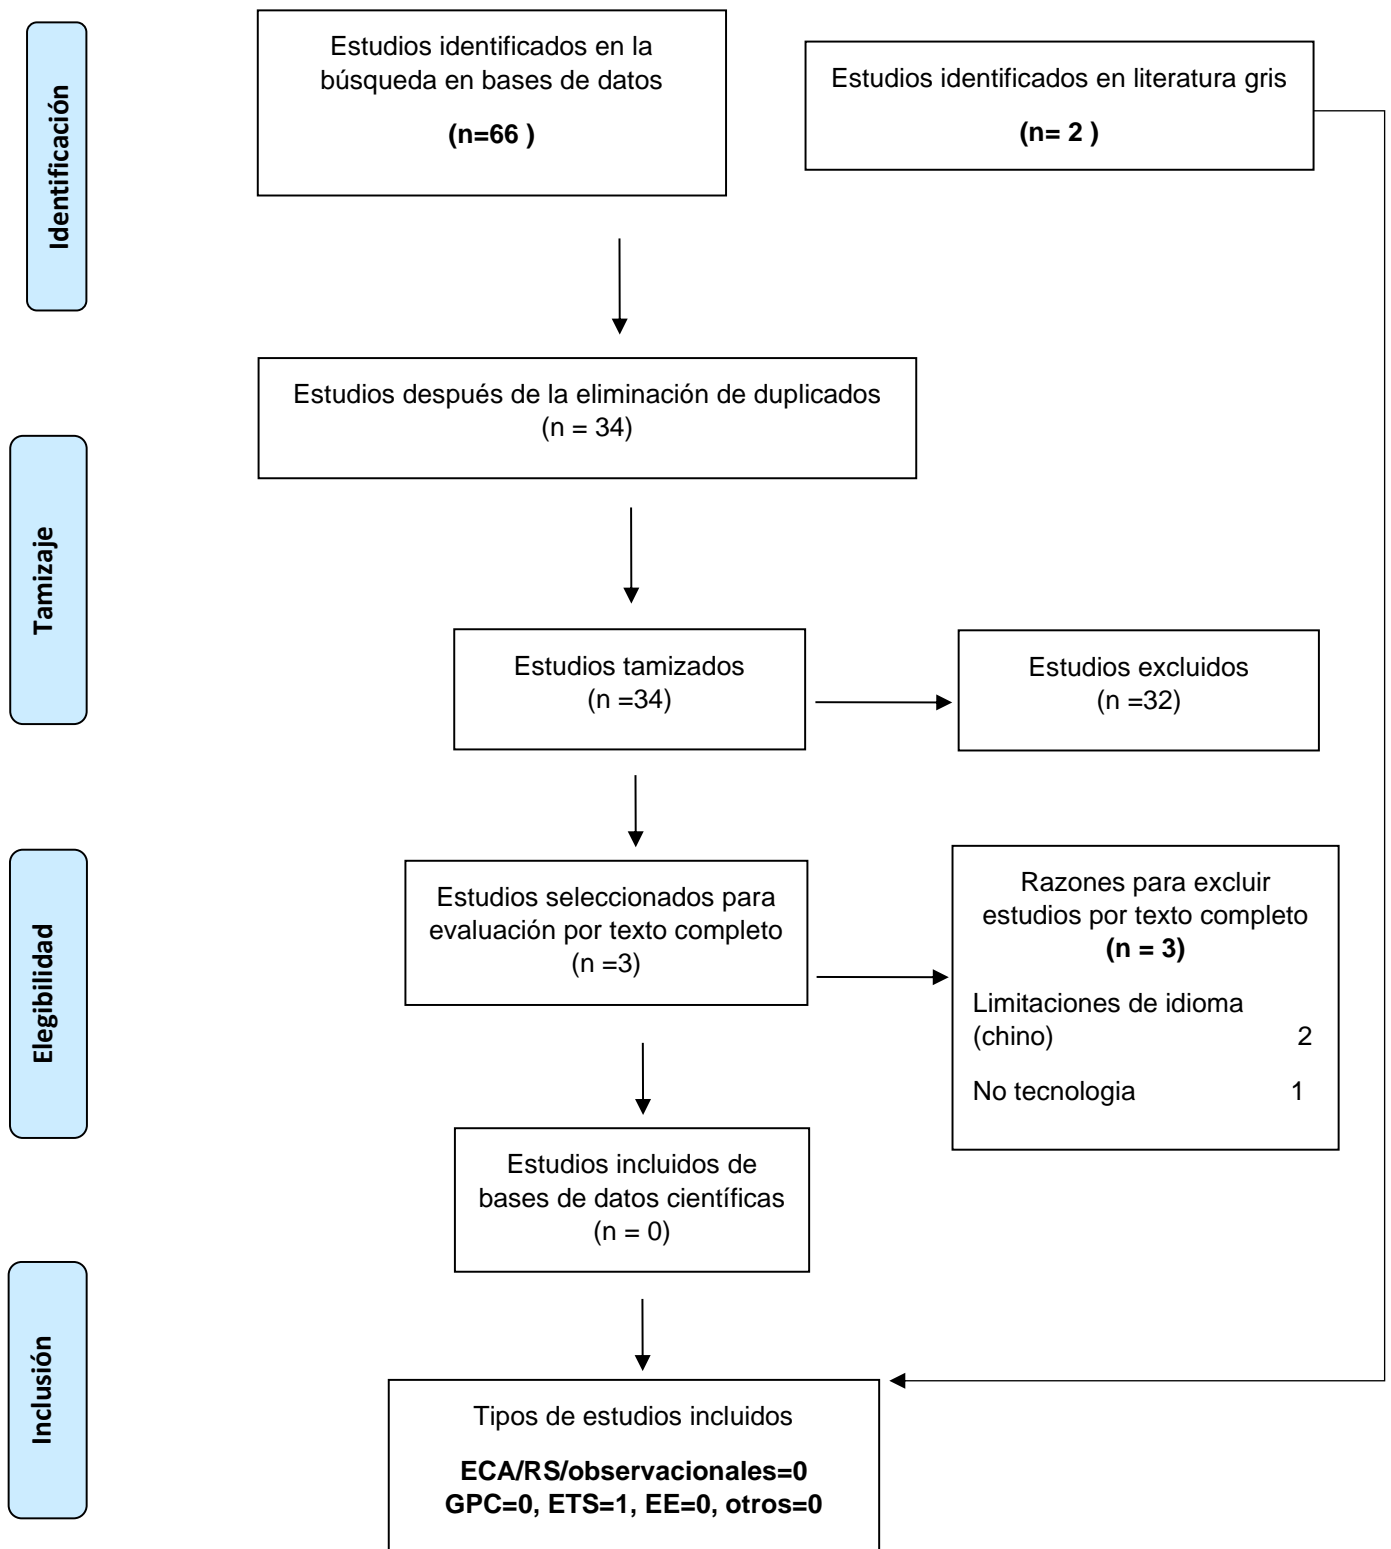 Identificación
Estudios identificados en la
búsqueda en bases de datos
(n=66 )
Estudios identificados en literatura gris
(n= 2 )
Estudios después de la eliminación de duplicados
(n = 34)
Tamizaje
Estudios tamizados
(n =34)
Estudios excluidos
(n =32)
Elegibilidad
Estudios seleccionados para
evaluación por texto completo
(n =3)
Razones para excluir
estudios por texto completo
(n = 3)
Limitaciones de idioma
(chino) 2
No tecnologia 1
Estudios incluidos de
bases de datos científicas
(n = 0)
Inclusión
Tipos de estudios incluidos
ECA/RS/observacionales=0
GPC=0, ETS=1, EE=0, otros=0